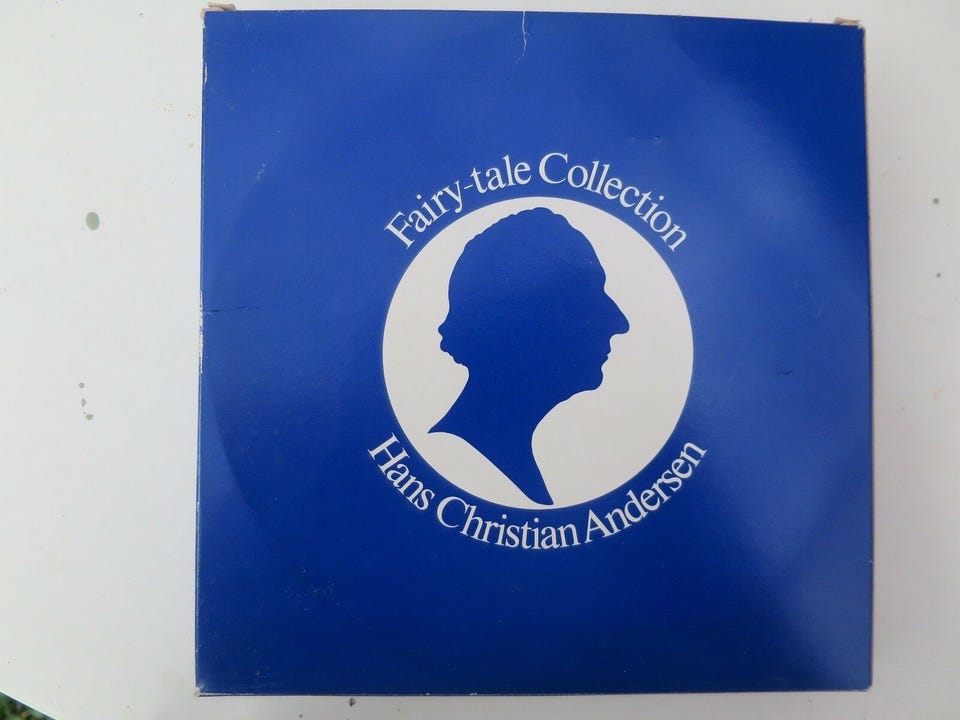 Fairy-tale Collection
Hans Christian Andersen